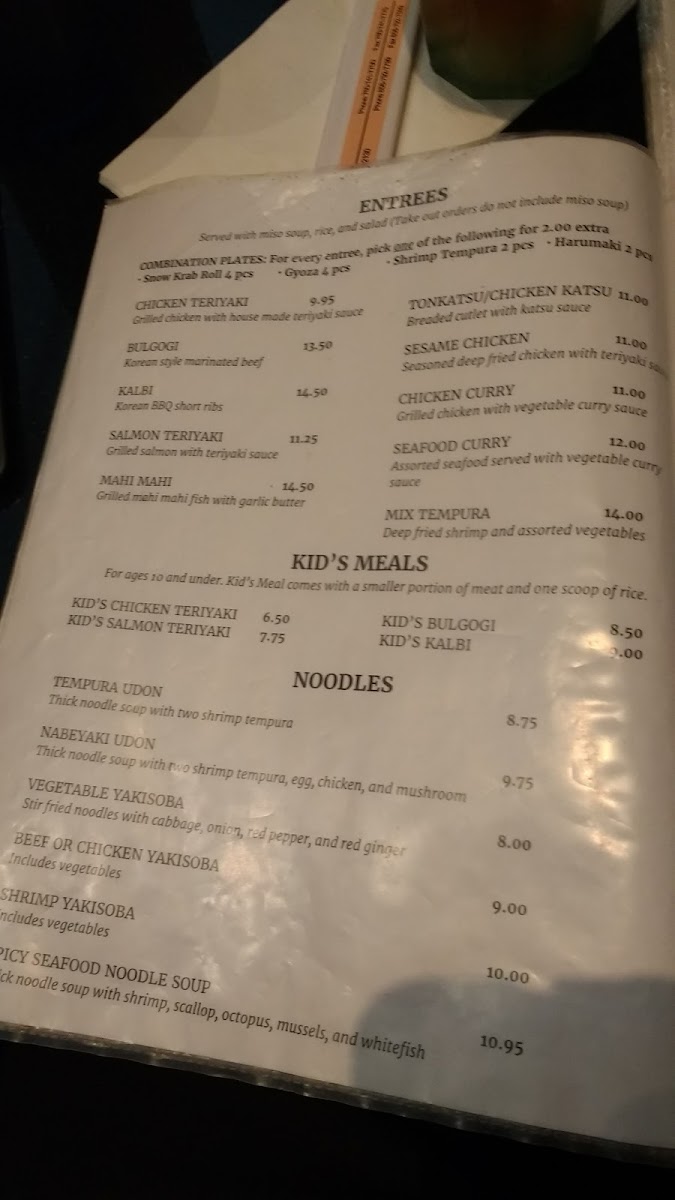 ENTREES
Served with miso soup, rice, and salad (Take out orders do not include miso soup)
COMBINATION PLATES: For every entree, pick one of the following for 2.00 extra
· Snow Krab Roll 4 pcs · Gyoza 4 pcs · Shrimp Tempura 2 pcs · Harumaki 2 pcs
CHICKEN TERIYAKI 9.95
Grilled chicken with house made teriyaki sauce
BULGOGI 13.50
Korean style marinated beef
KALBI 14.50
Korean BBQ short ribs
SALMON TERIYAKI 11.25
Grilled salmon with teriyaki sauce
MAHI MAHI 14.50
Grilled mahi mahi fish with garlic butter
TONKATSU/CHICKEN KATSU 11.00
Breaded cutlet with katsu sauce
SESAME CHICKEN 11.00
Seasoned deep fried chicken with teriyaki
CHICKEN CURRY 11.00
Grilled chicken with vegetable curry sauce
SEAFOOD CURRY 12.00
Assorted seafood served with vegetable curry
sauce
MIX TEMPURA 14.00
Deep fried shrimp and assorted vegetables
KID'S MEALS
For ages 10 and under. Kid's Meal comes with a smaller portion of meat and one scoop of rice.
KID'S CHICKEN TERIYAKI 6.50
KID'S SALMON TERIYAKI 7.75
KID'S BULGOGI 8.50
KID'S KALBI
NOODLES
TEMPURA UDON 8.75
Thick noodle soup with two shrimp tempura
NABEYAKI UDON 9.75
Thick noodle soup with two shrimp tempura, egg, chicken, and mushroom
VEGETABLE YAKISOBA 8.00
Stir fried noodles with cabbage, onion, red pepper, and red ginger
BEEF OR CHICKEN YAKISOBA 9.00
Includes vegetables
SHRIMP YAKISOBA 10.00
Includes vegetables
PICY SEAFOOD NOODLE SOUP 10.95
ck noodle soup with shrimp, scallop, octopus, mussels, and whitefish